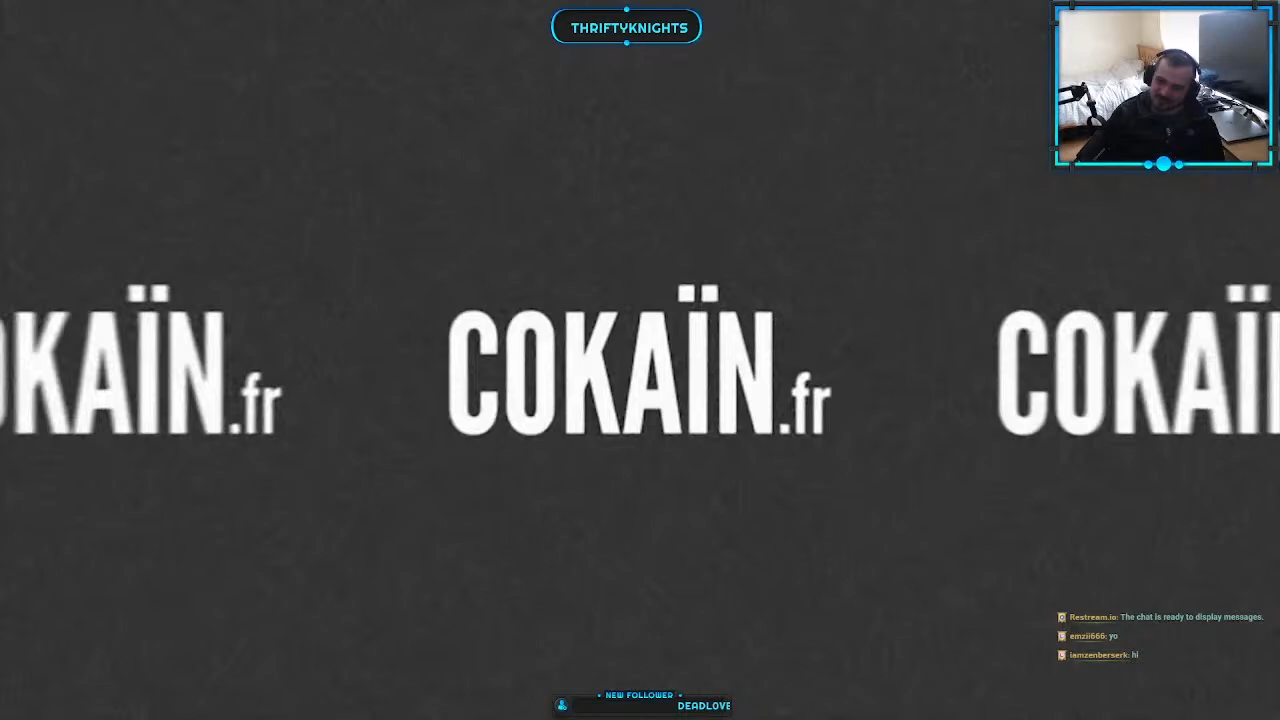 THRIFTYKNIGHTS
OKAÏN.fr
COKAÏN.fr
COKAÏ
Restream.io: The chat is ready to display messages.
emzii666: yo
iamzenberserk: hi
NEW FOLLOWER
DEADLOVE